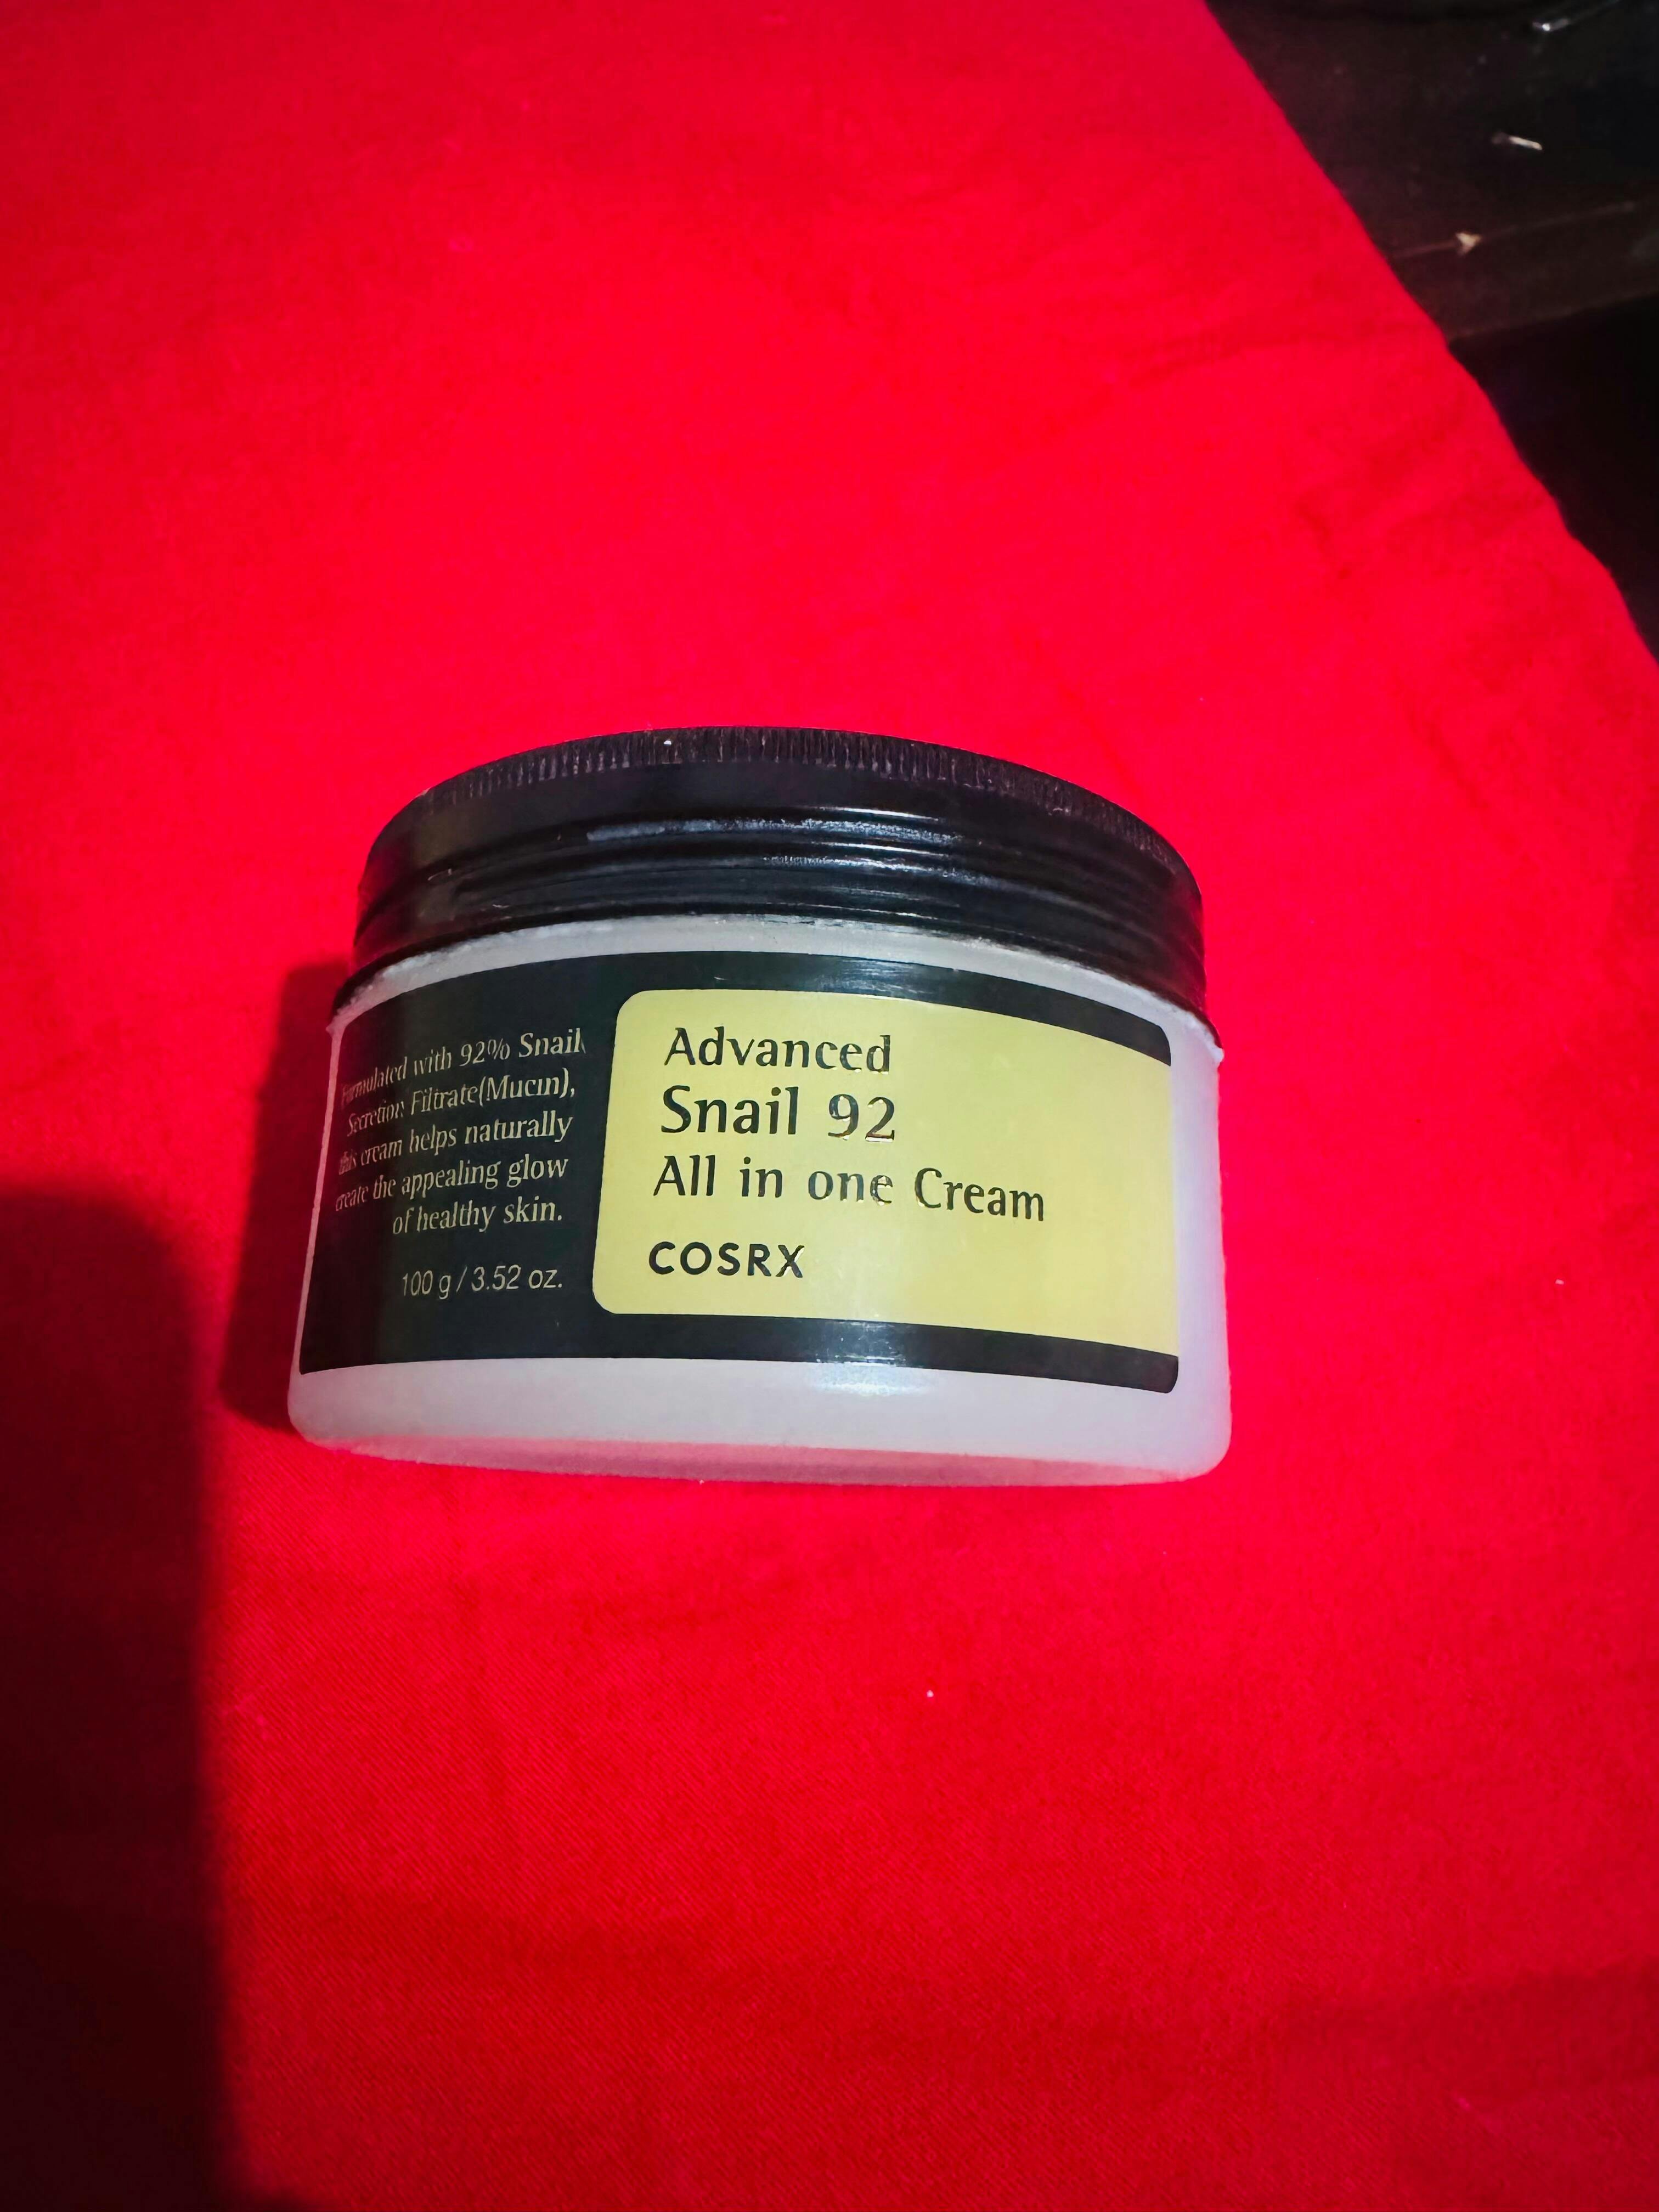 Formulated with 92% Snail
Secretion Filtrate(Mucin),
this cream helps naturally
create the appealing glow
of healthy skin.
100 g / 3.52 oz.
Advanced
Snail 92
All in one Cream
COSRX